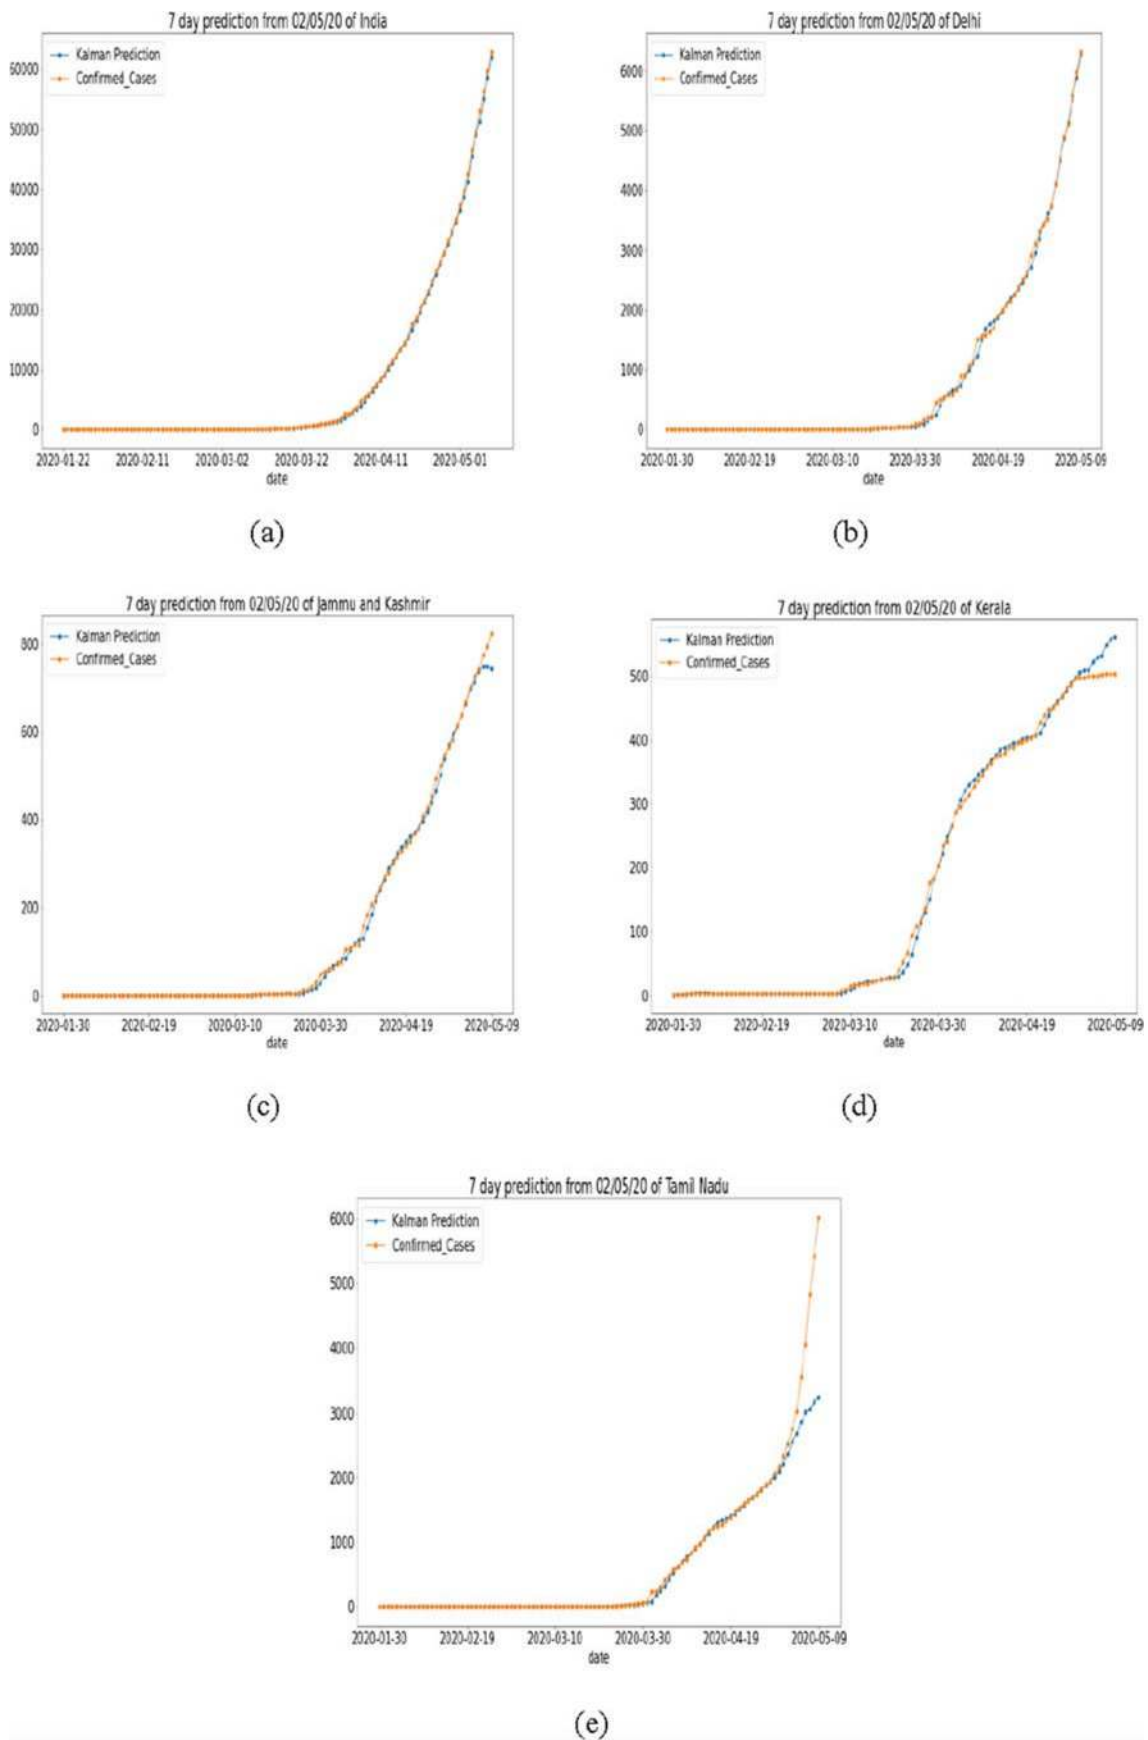 7 day prediction from 02/05/20 of India
Kalman Prediction
Confirmed_Cases
60000
50000
40000
30000
20000
10000
0
2020-01-22 2020-02-11 2020-03-02 2020-03-22 2020-04-11 2020-05-01
date
(a)
7 day prediction from 02/05/20 of Delhi
Kalman Prediction
Confirmed_Cases
6000
5000
4000
3000
2000
1000
0
2020-01-30 2020-02-19 2020-03-10 2020-03-30 2020-04-19 2020-05-09
date
(b)
7 day prediction from 02/05/20 of Jammu and Kashmir
Kalman Prediction
Confirmed_Cases
800
600
400
200
0
2020-01-30 2020-02-19 2020-03-10 2020-03-30 2020-04-19 2020-05-09
date
(c)
7 day prediction from 02/05/20 of Kerala
Kalman Prediction
Confirmed_Cases
500
400
300
200
100
0
2020-01-30 2020-02-19 2020-03-10 2020-03-30 2020-04-19 2020-05-09
date
(d)
7 day prediction from 02/05/20 of Tamil Nadu
Kalman Prediction
Confirmed_Cases
6000
5000
4000
3000
2000
1000
0
2020-01-30 2020-02-19 2020-03-10 2020-03-30 2020-04-19 2020-05-09
date
(e)